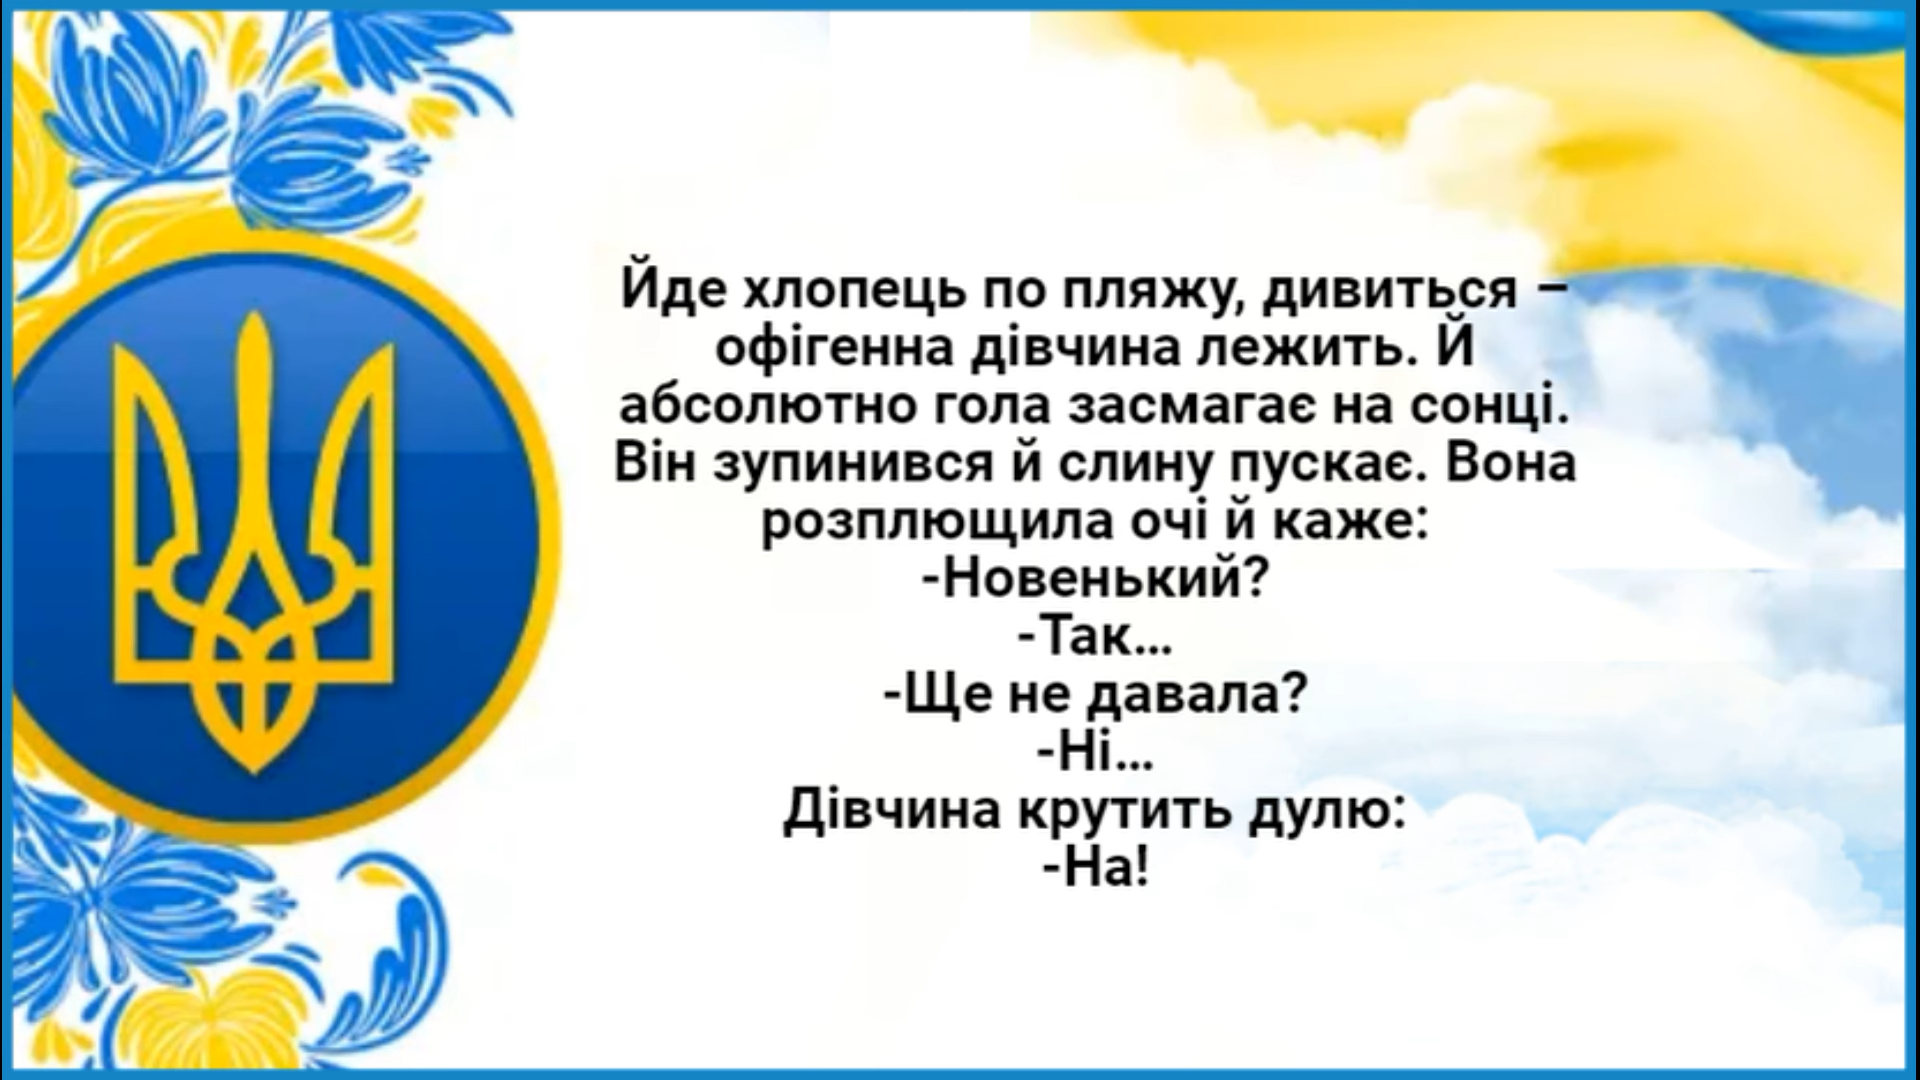 Йде хлопець по пляжу, дивиться –
офігенна дівчина лежить. Й
абсолютно гола засмагає на сонці.
Він зупинився й слину пускає. Вона
розплющила очі й каже:
-Новенький?
-Так...
-Ще не давала?
-Ні...
Дівчина крутить дулю:
-На!